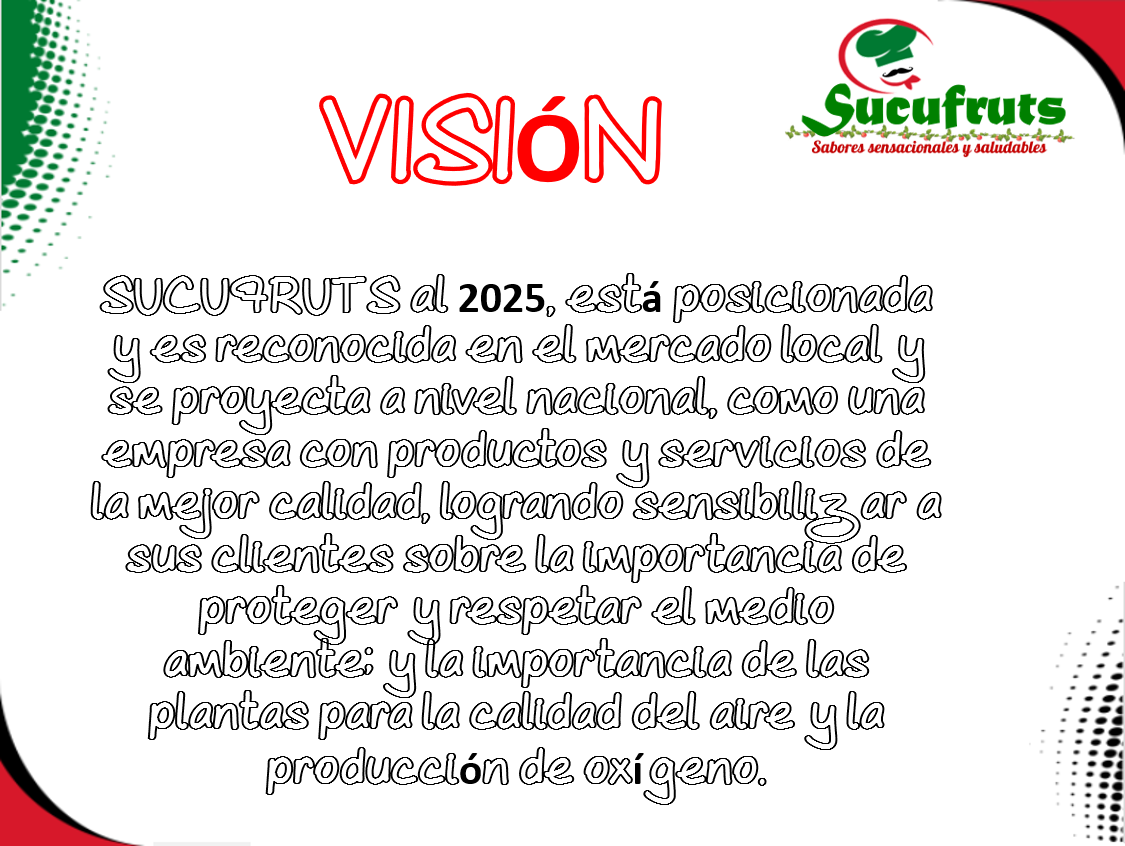 Sucufruts
Sabores sensacionales y saludables
VISIÓN
SUCUFRUTS al 2025, está posicionada
y es reconocida en el mercado local y
se proyecta a nivel nacional, como una
empresa con productos y servicios de
la mejor calidad, logrando sensibilizar a
sus clientes sobre la importancia de
proteger y respetar el medio
ambiente; y la importancia de las
plantas para la calidad del aire y la
producción de oxígeno.